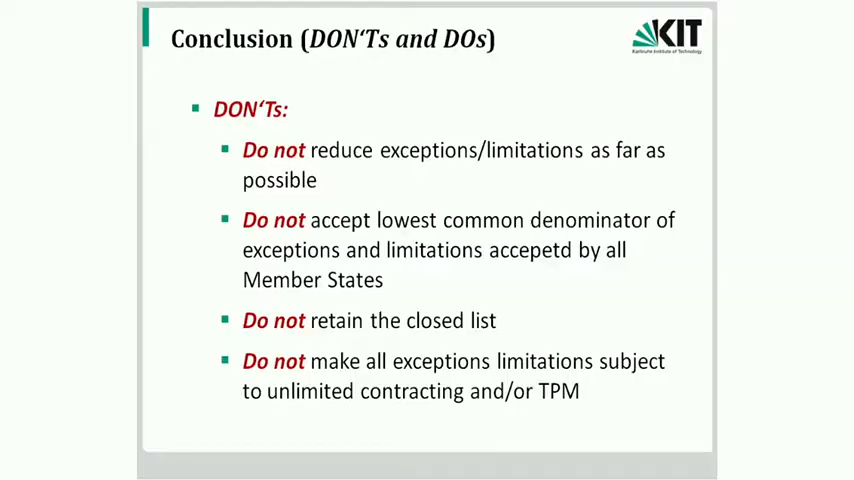 Conclusion (DON'Ts and DOs)
KIT
Karlsruhe Institute of Technology
DON'Ts:
Do not reduce exceptions/limitations as far as
possible
Do not accept lowest common denominator of
exceptions and limitations accepetd by all
Member States
Do not retain the closed list
Do not make all exceptions limitations subject
to unlimited contracting and/or TPM